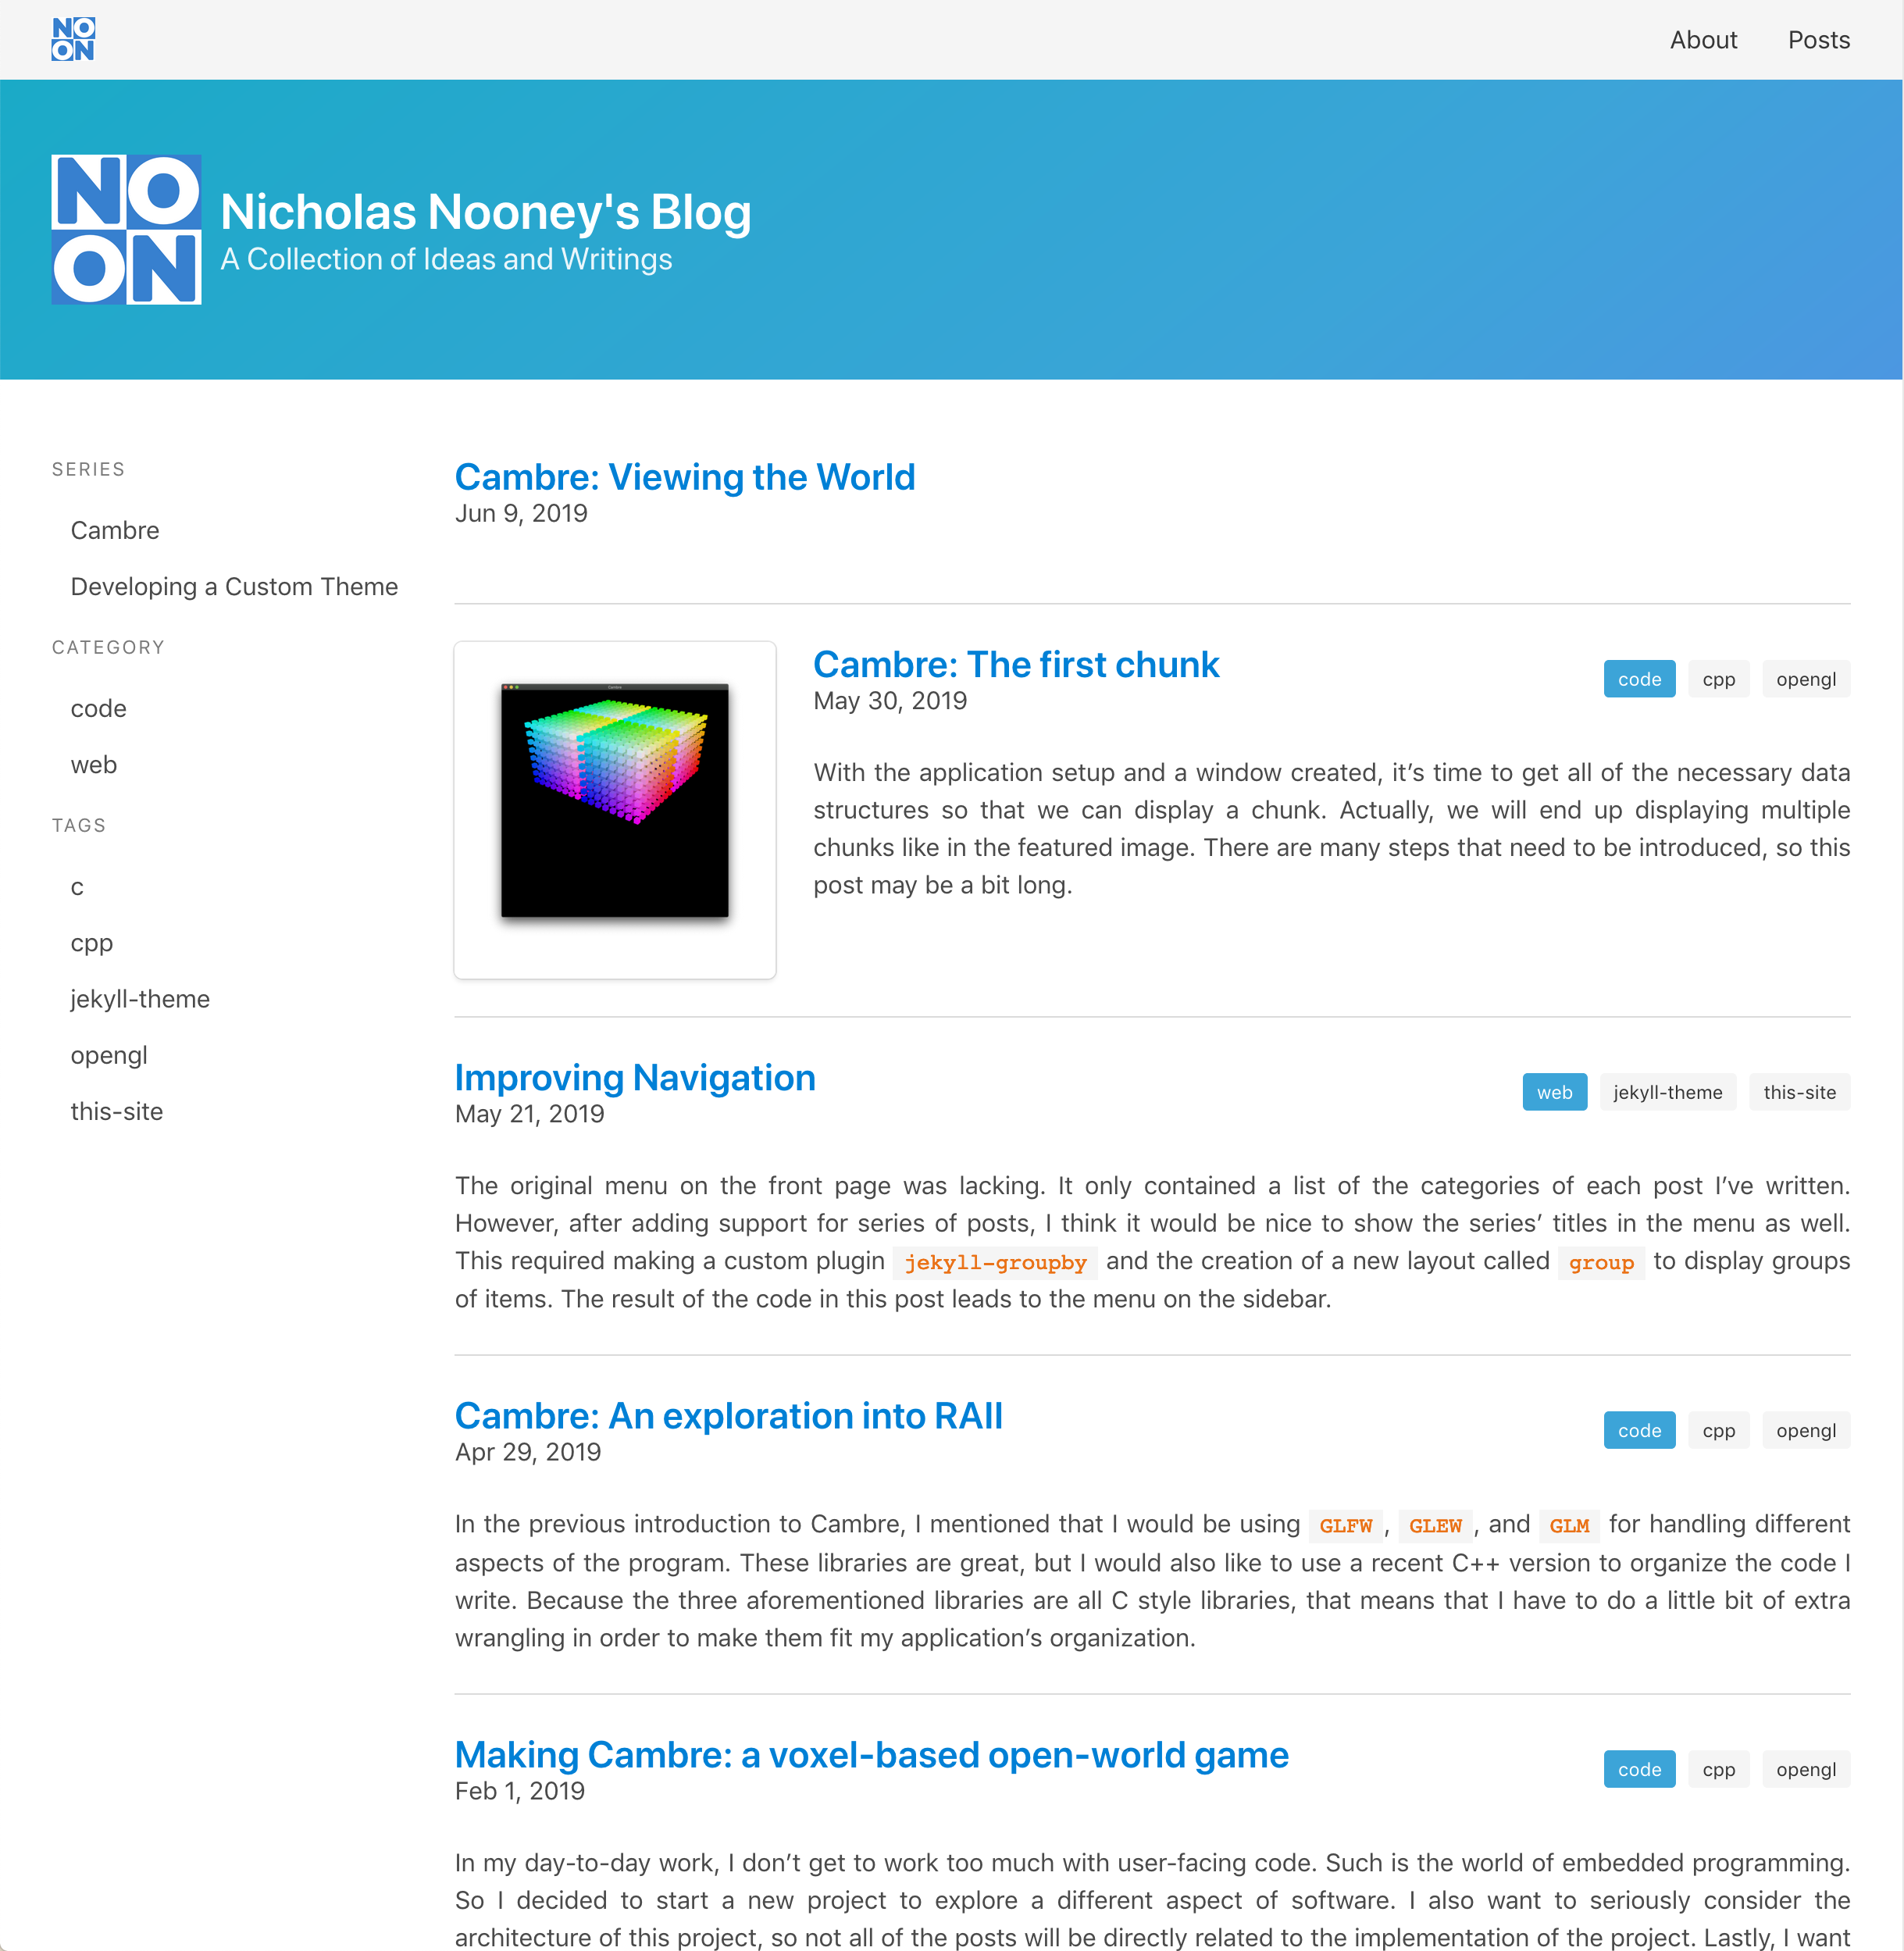 NO
ON
About
Posts
NO
ON
Nicholas Nooney's Blog
A Collection of Ideas and Writings
SERIES
Cambre
Developing a Custom Theme
CATEGORY
code
web
TAGS
c
cpp
jekyll-theme
opengl
this-site
Cambre: Viewing the World
Jun 9, 2019
Cambre
Cambre: The first chunk
May 30, 2019
code
cpp
opengl
With the application setup and a window created, it’s time to get all of the necessary data
structures so that we can display a chunk. Actually, we will end up displaying multiple
chunks like in the featured image. There are many steps that need to be introduced, so this
post may be a bit long.
Improving Navigation
May 21, 2019
web
jekyll-theme
this-site
The original menu on the front page was lacking. It only contained a list of the categories of each post I’ve written.
However, after adding support for series of posts, I think it would be nice to show the series’ titles in the menu as well.
This required making a custom plugin jekyll-groupby and the creation of a new layout called group to display groups
of items. The result of the code in this post leads to the menu on the sidebar.
Cambre: An exploration into RAII
Apr 29, 2019
code
cpp
opengl
In the previous introduction to Cambre, I mentioned that I would be using GLFW, GLEW, and GLM for handling different
aspects of the program. These libraries are great, but I would also like to use a recent C++ version to organize the code I
write. Because the three aforementioned libraries are all C style libraries, that means that I have to do a little bit of extra
wrangling in order to make them fit my application’s organization.
Making Cambre: a voxel-based open-world game
Feb 1, 2019
code
cpp
opengl
In my day-to-day work, I don’t get to work too much with user-facing code. Such is the world of embedded programming.
So I decided to start a new project to explore a different aspect of software. I also want to seriously consider the
architecture of this project, so not all of the posts will be directly related to the implementation of the project. Lastly, I want